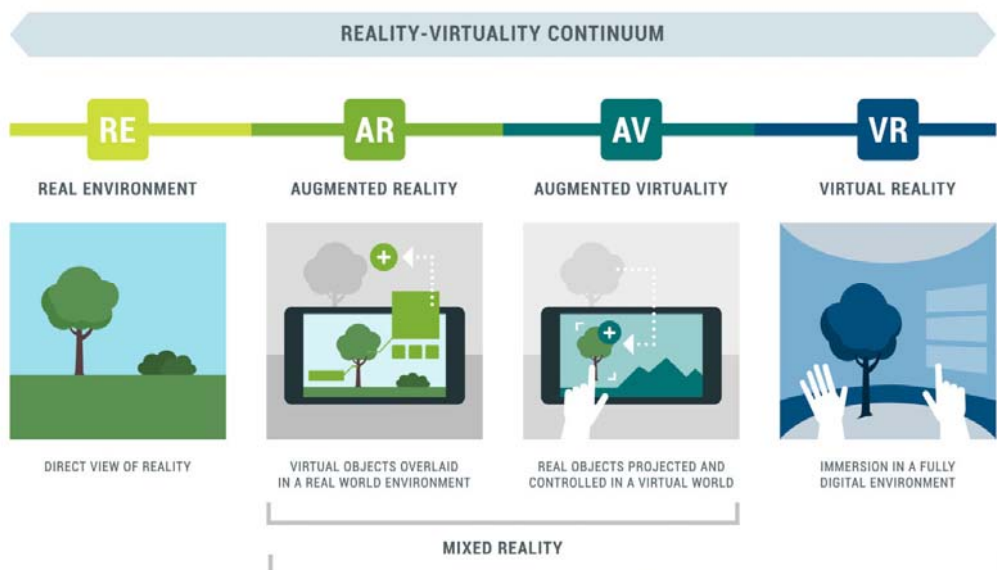 REALITY-VIRTUALITY CONTINUUM
RE
AR
AV
VR
REAL ENVIRONMENT
AUGMENTED REALITY
AUGMENTED VIRTUALITY
VIRTUAL REALITY
DIRECT VIEW OF REALITY
VIRTUAL OBJECTS OVERLAID
IN A REAL WORLD ENVIRONMENT
REAL OBJECTS PROJECTED AND
CONTROLLED IN A VIRTUAL WORLD
IMMERSION IN A FULLY
DIGITAL ENVIRONMENT
MIXED REALITY